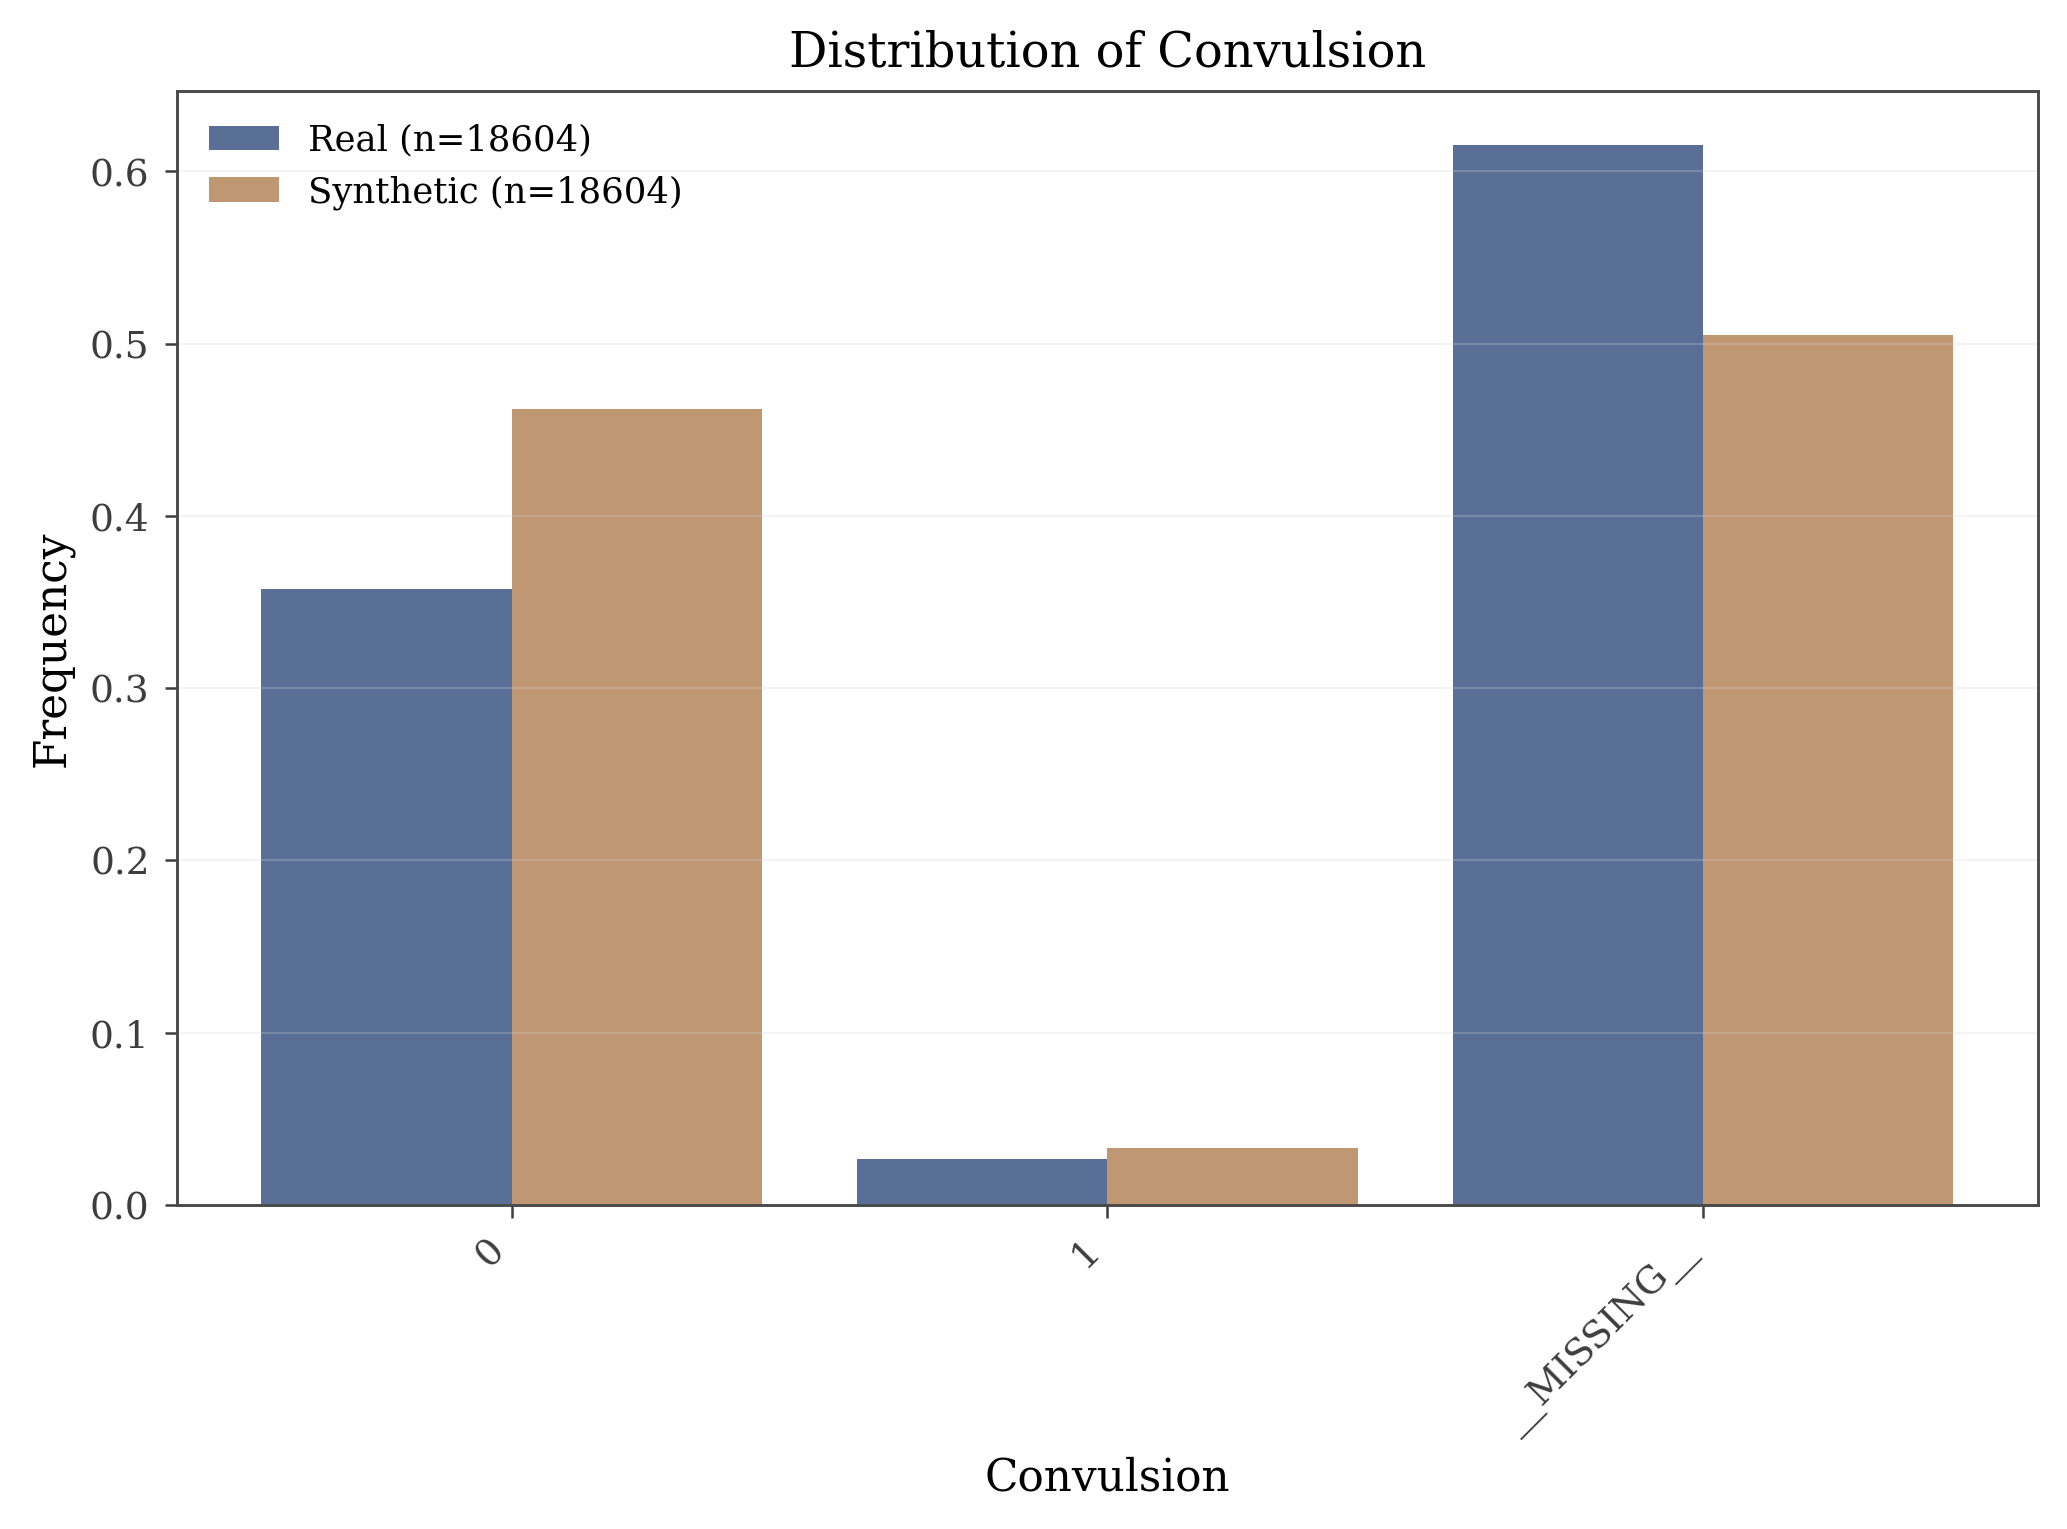 Distribution of Convulsion
Real (n=18604)
Synthetic (n=18604)
Frequency
0.6
0.5
0.4
0.3
0.2
0.1
0.0
0
1
__MISSING__
Convulsion